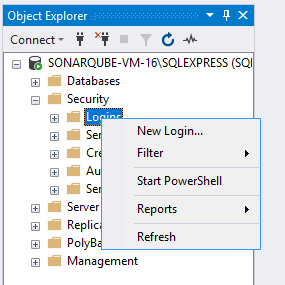 Object Explorer
Connect
SONARQUBE-VM-16\SQLEXPRESS (SQ
Databases
Security
Logins
New Login...
Ser
Filter
Cre
Au
Start PowerShell
Ser
Server
Reports
Replica
PolyBa
Refresh
Management